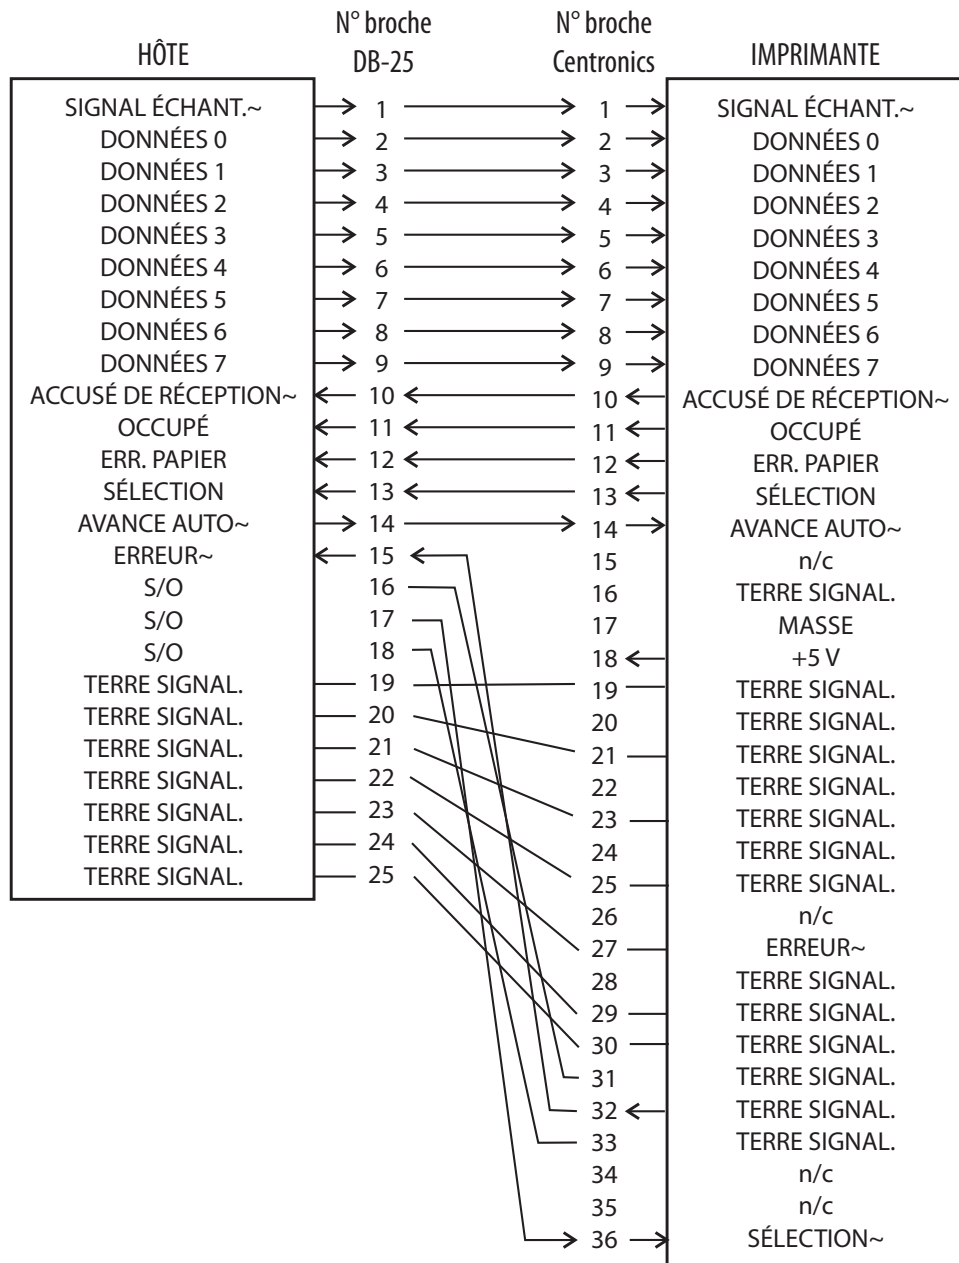 HÔTE N° broche DB-25 N° broche Centronics IMPRIMANTE
SIGNAL ÉCHANT.~ 1 1 SIGNAL ÉCHANT.~
DONNÉES 0 2 2 DONNÉES 0
DONNÉES 1 3 3 DONNÉES 1
DONNÉES 2 4 4 DONNÉES 2
DONNÉES 3 5 5 DONNÉES 3
DONNÉES 4 6 6 DONNÉES 4
DONNÉES 5 7 7 DONNÉES 5
DONNÉES 6 8 8 DONNÉES 6
DONNÉES 7 9 9 DONNÉES 7
ACCUSÉ DE RÉCEPTION~ 10 10 ACCUSÉ DE RÉCEPTION~
OCCUPÉ 11 11 OCCUPÉ
ERR. PAPIER 12 12 ERR. PAPIER
SÉLECTION 13 13 SÉLECTION
AVANCE AUTO~ 14 14 AVANCE AUTO~
ERREUR~ 15 15 n/c
S/O 16 16 TERRE SIGNAL.
S/O 17 17 MASSE
S/O 18 18 +5 V
TERRE SIGNAL. 19 19 TERRE SIGNAL.
TERRE SIGNAL. 20 20 TERRE SIGNAL.
TERRE SIGNAL. 21 21 TERRE SIGNAL.
TERRE SIGNAL. 22 22 TERRE SIGNAL.
TERRE SIGNAL. 23 23 TERRE SIGNAL.
TERRE SIGNAL. 24 24 TERRE SIGNAL.
TERRE SIGNAL. 25 25 TERRE SIGNAL.
26 n/c
27 ERREUR~
28 TERRE SIGNAL.
29 TERRE SIGNAL.
30 TERRE SIGNAL.
31 TERRE SIGNAL.
32 TERRE SIGNAL.
33 TERRE SIGNAL.
34 n/c
35 n/c
36 SÉLECTION~